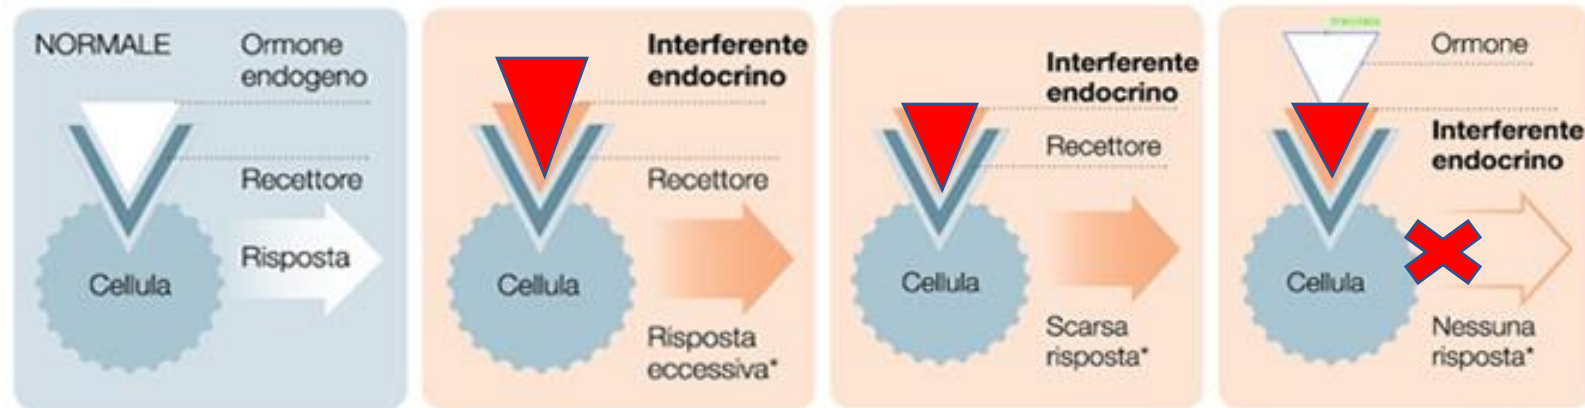 NORMALE
Ormone
endogeno
Recettore
Risposta
Cellula
Interferente
endocrino
Recettore
Cellula
Risposta
eccessiva*
Interferente
endocrino
Recettore
Cellula
Scarsa
risposta*
Ormone
Interferente
endocrino
Cellula
Nessuna
risposta*